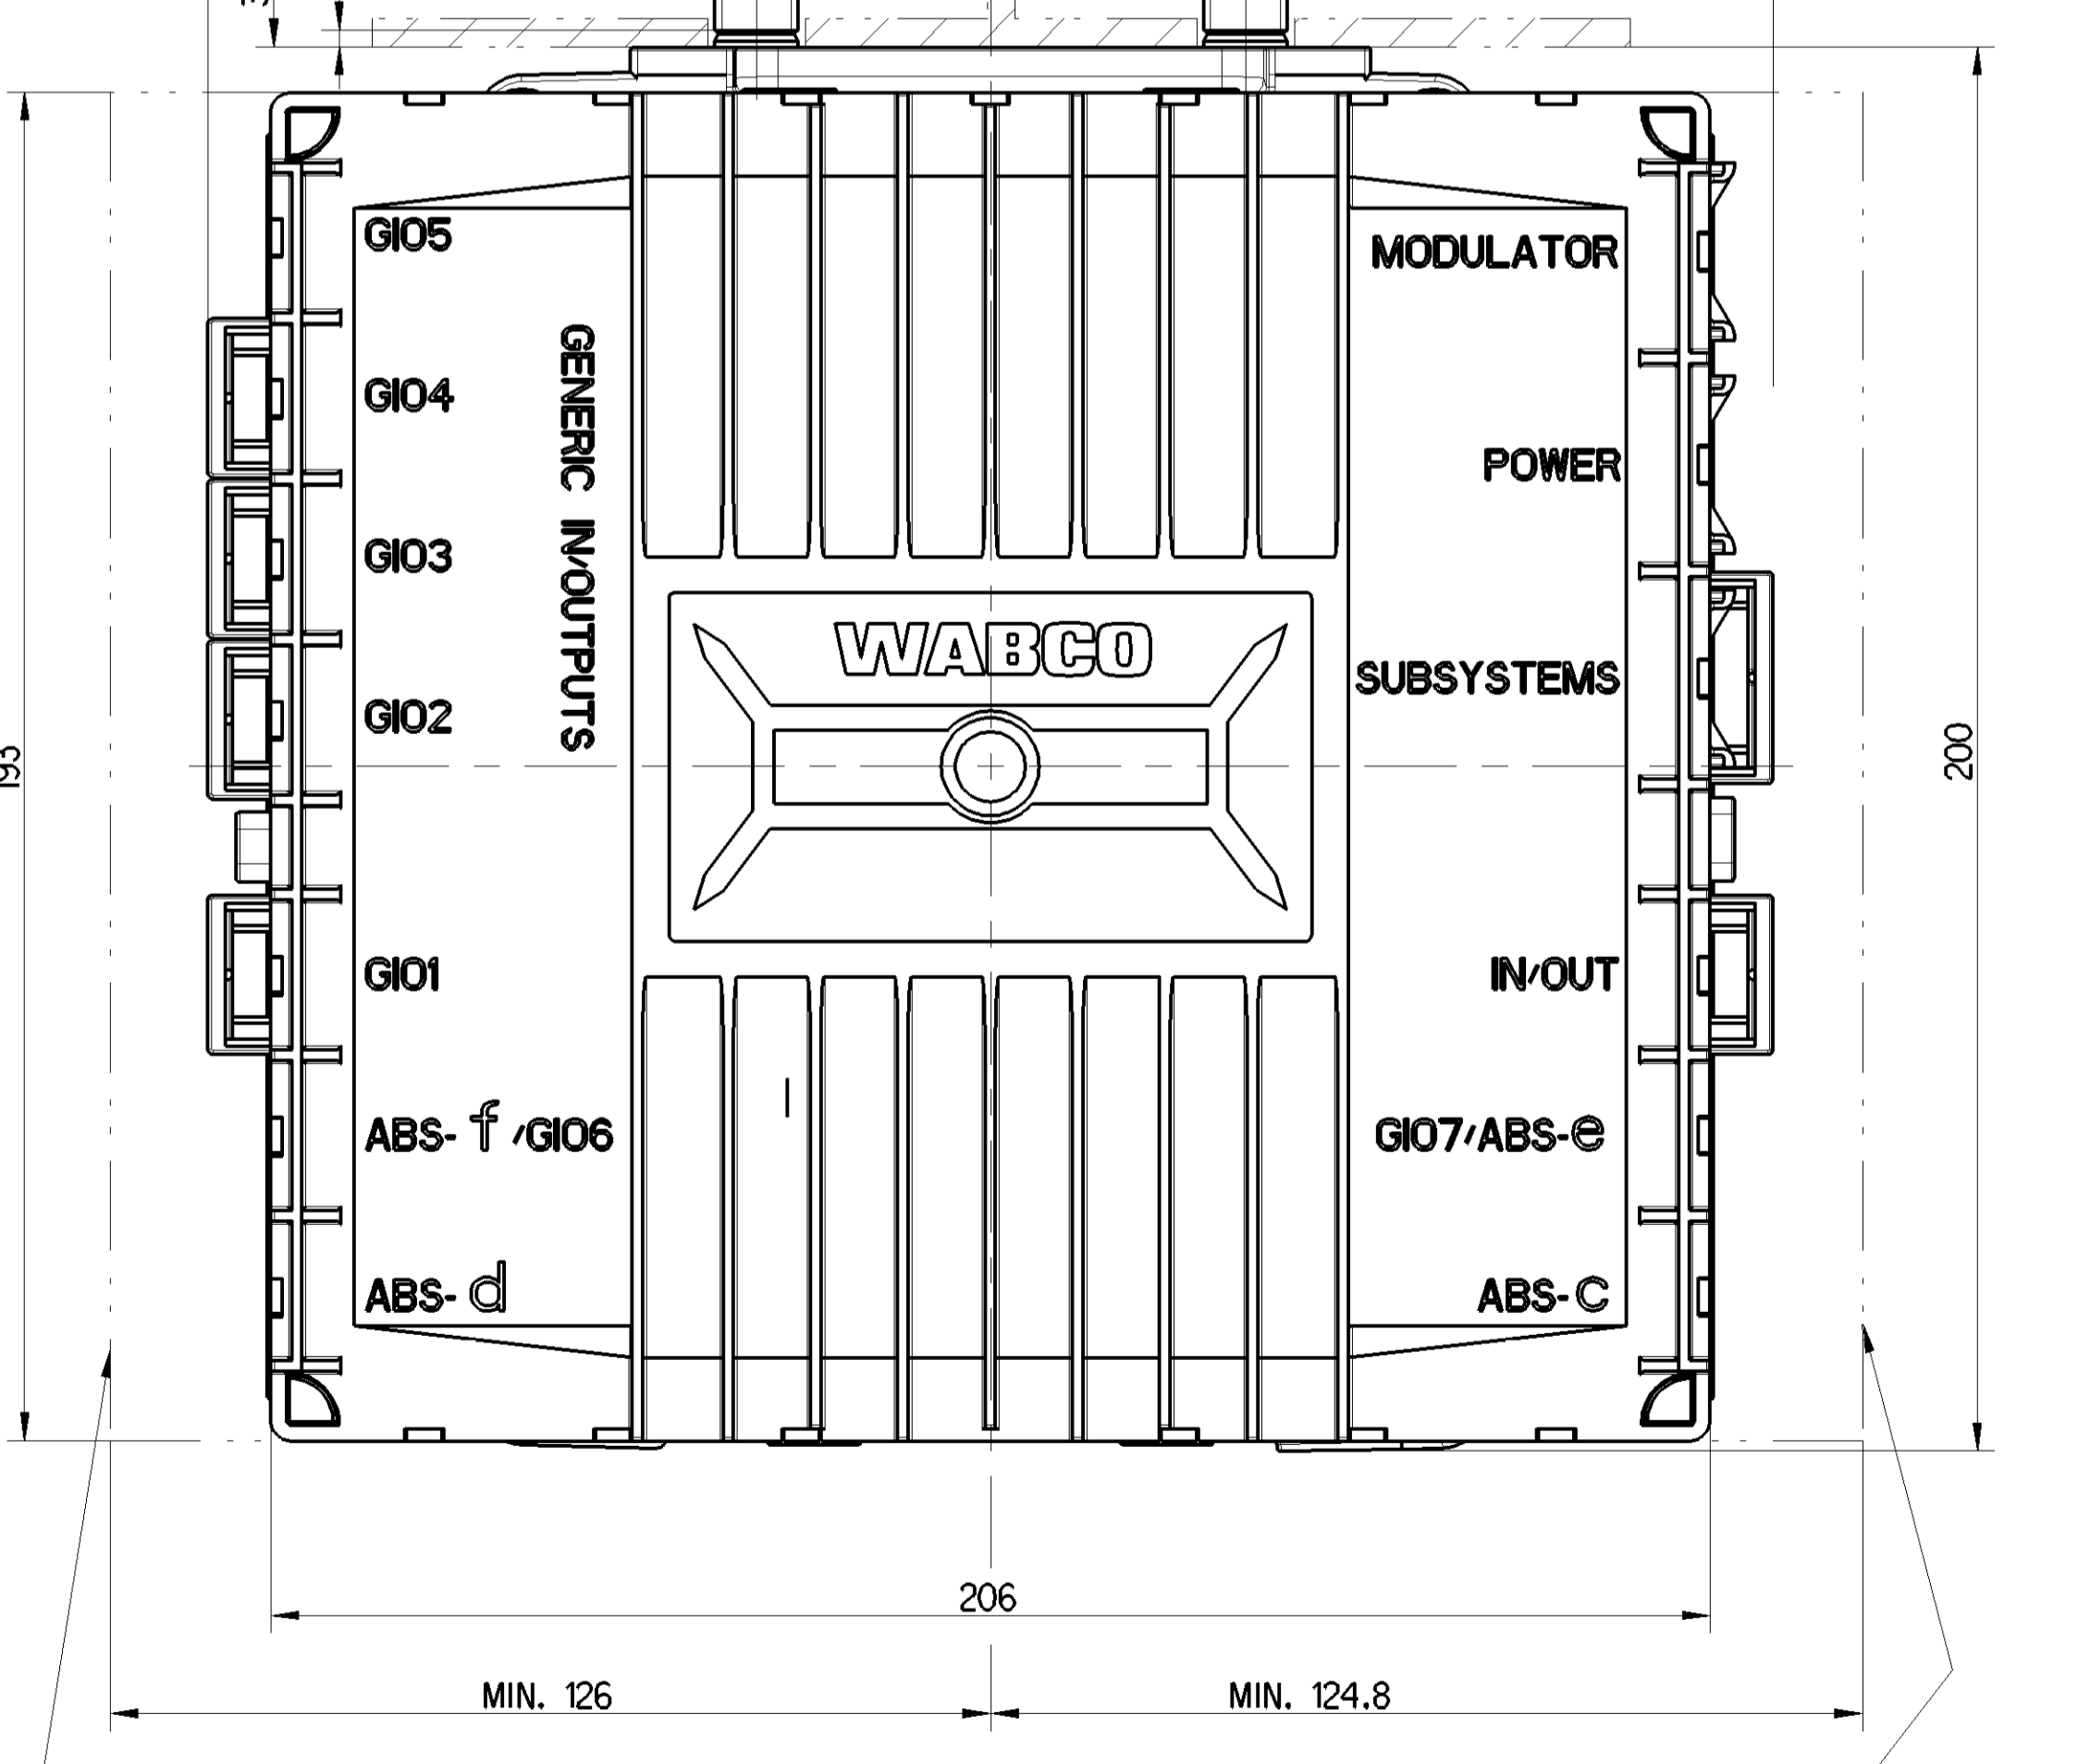 GIO5
MODULATOR
GIO4
GENERIC IN/OUTPUTS
POWER
GIO3
WABCO
GIO2
SUBSYSTEMS
200
GIO1
IN/OUT
ABS-f/GIO6
GIO7/ABS-e
ABS-d
ABS-c
206
MIN. 126
MIN. 124.8